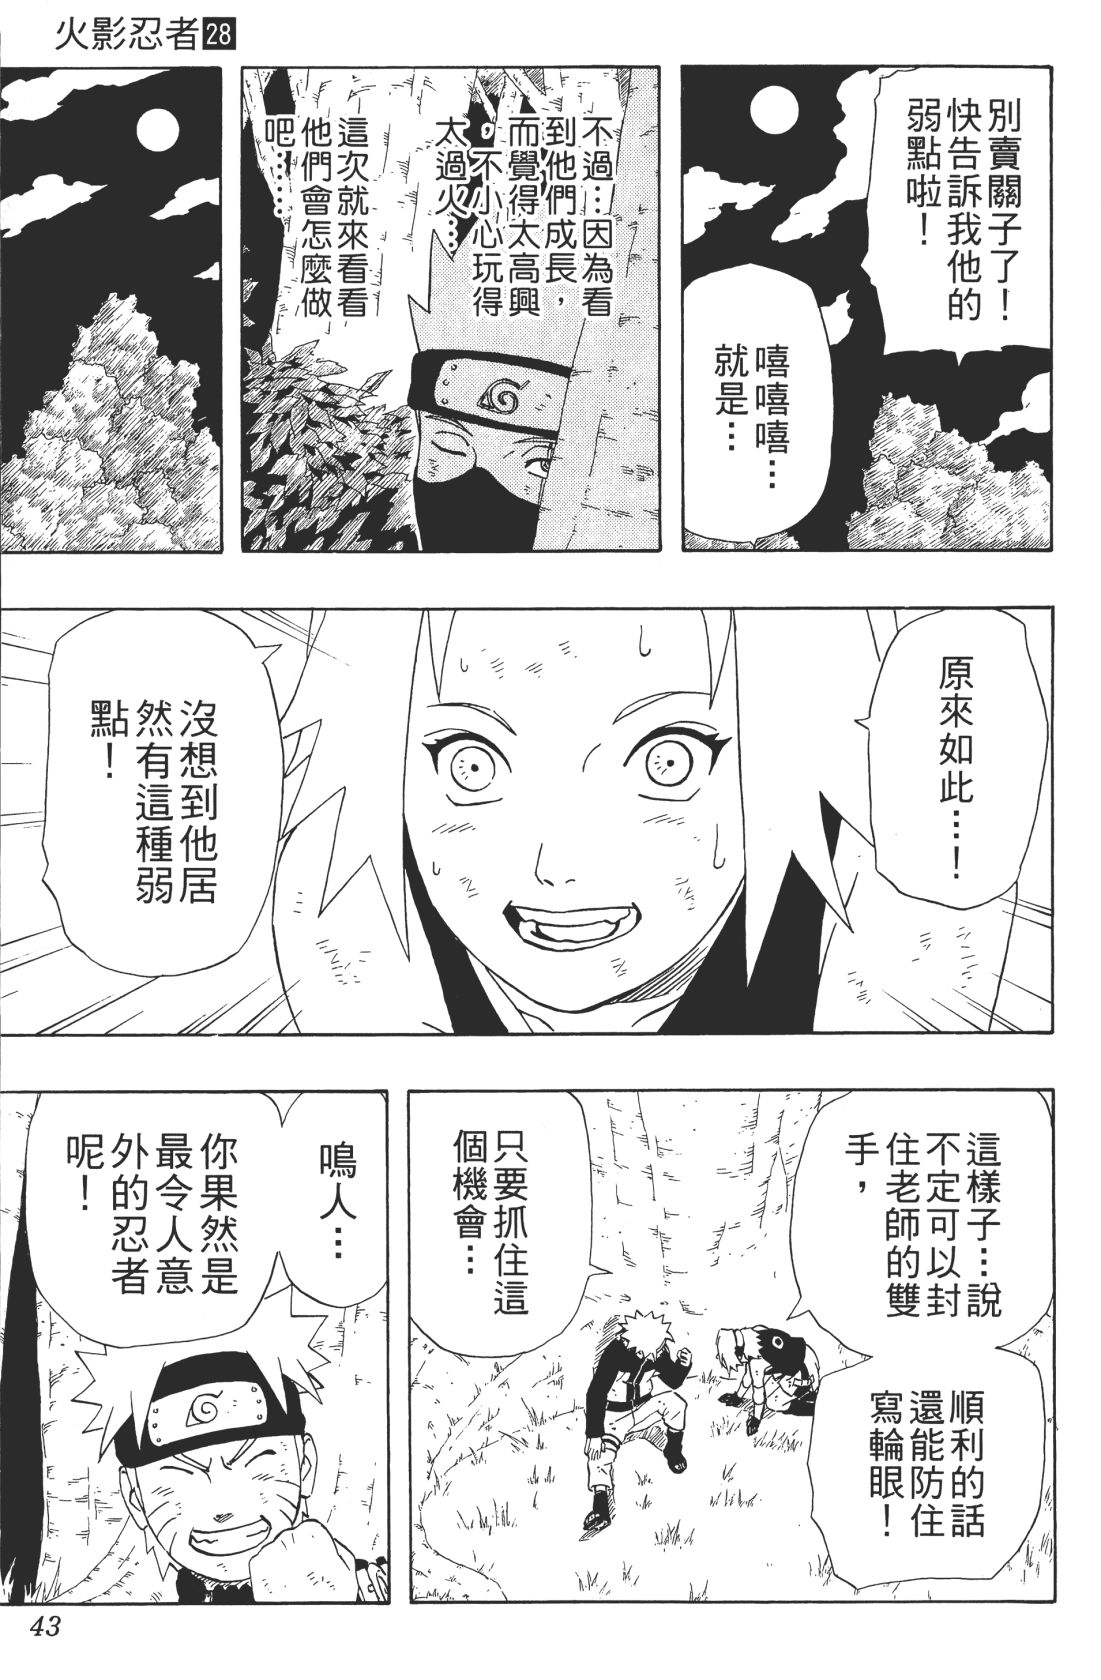 火影忍者28
別賣關子了！
快告訴我他的
弱點啦！
嘻嘻嘻…
就是…
不過…因為看
到他們成長，
而覺得太高興
，不小心玩得
太過火…
這次就來看看
他們會怎麼做
吧……
原來如此…！
沒想到他居
然有這種弱
點！
這樣子…說
不定可以封
住老師的雙
手，
順利的話
還能防住
寫輪眼！
只要抓住這
個機會…
鳴人…
你果然是
最令人意
外的忍者
呢！
43